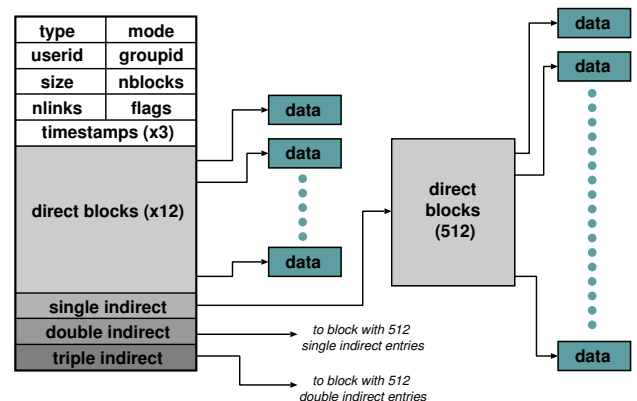 type mode
userid groupid
size nblocks
nlinks flags
timestamps (x3)
direct blocks (x12)
single indirect
double indirect
triple indirect
data
data
data
to block with 512
single indirect entries
to block with 512
double indirect entries
direct
blocks
(512)
data
data
data